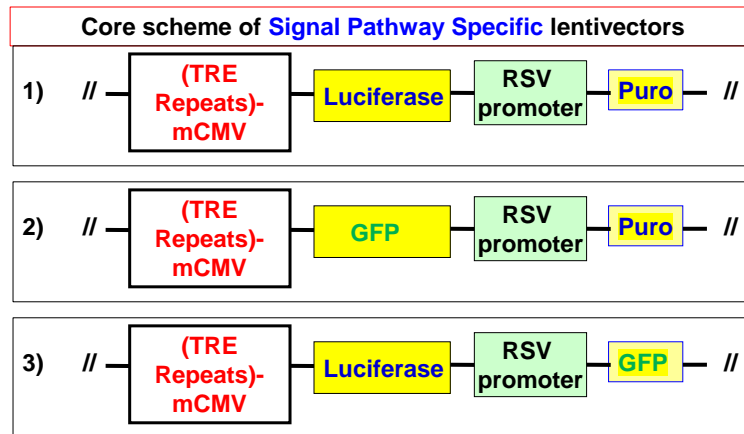 Core scheme of Signal Pathway Specific lentivectors
1) // (TRE Repeats)-mCMV Luciferase RSV promoter Puro //
2) // (TRE Repeats)-mCMV GFP RSV promoter Puro //
3) // (TRE Repeats)-mCMV Luciferase RSV promoter GFP //